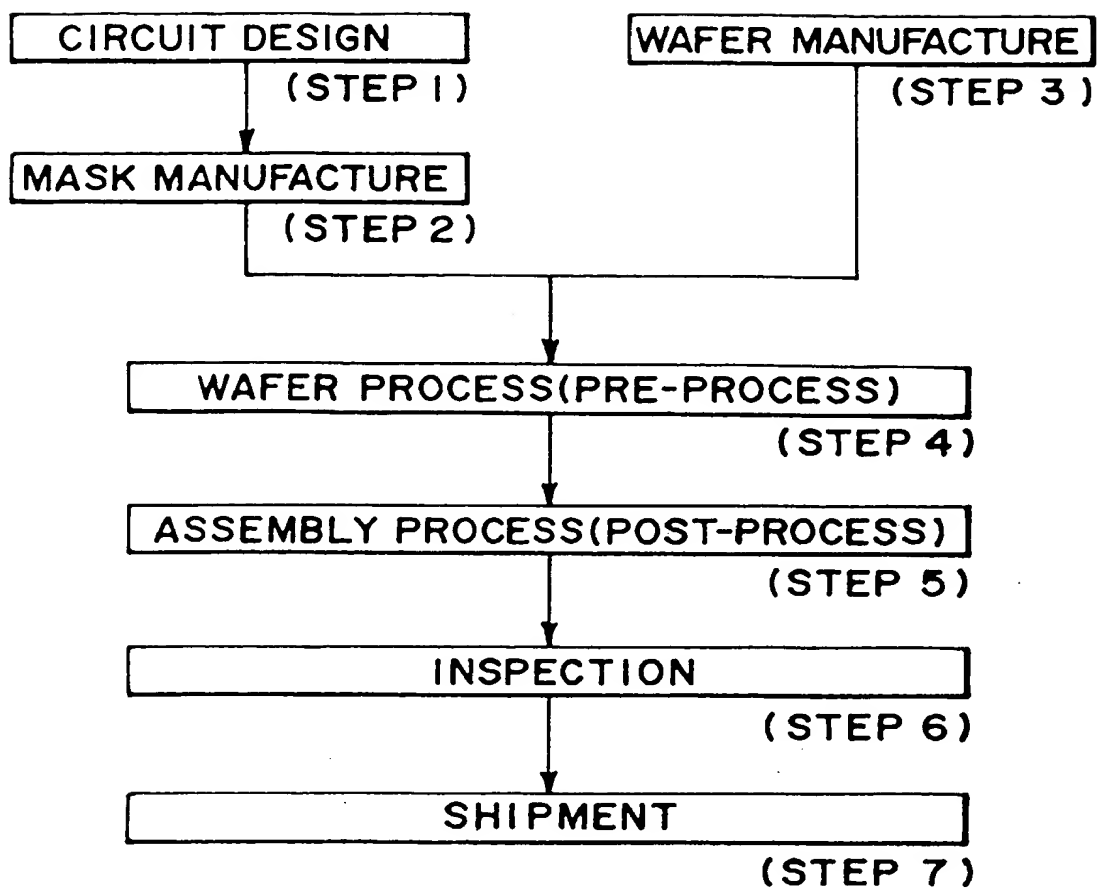 CIRCUIT DESIGN
(STEP 1)
MASK MANUFACTURE
(STEP 2)
WAFER MANUFACTURE
(STEP 3)
WAFER PROCESS(PRE-PROCESS)
(STEP 4)
ASSEMBLY PROCESS(POST-PROCESS)
(STEP 5)
INSPECTION
(STEP 6)
SHIPMENT
(STEP 7)